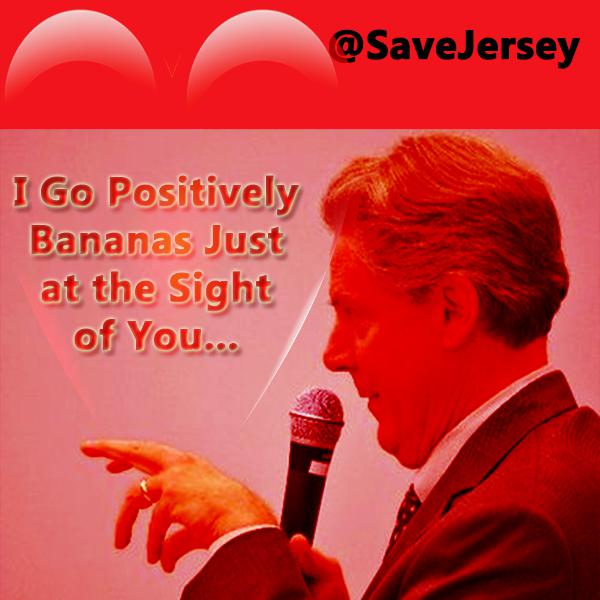 @SaveJersey
I Go Positively
Bananas Just
at the Sight
of You...